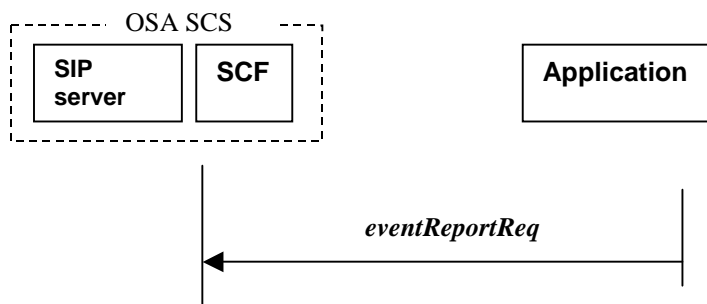 OSA SCS
SIP
server
SCF
Application
eventReportReq